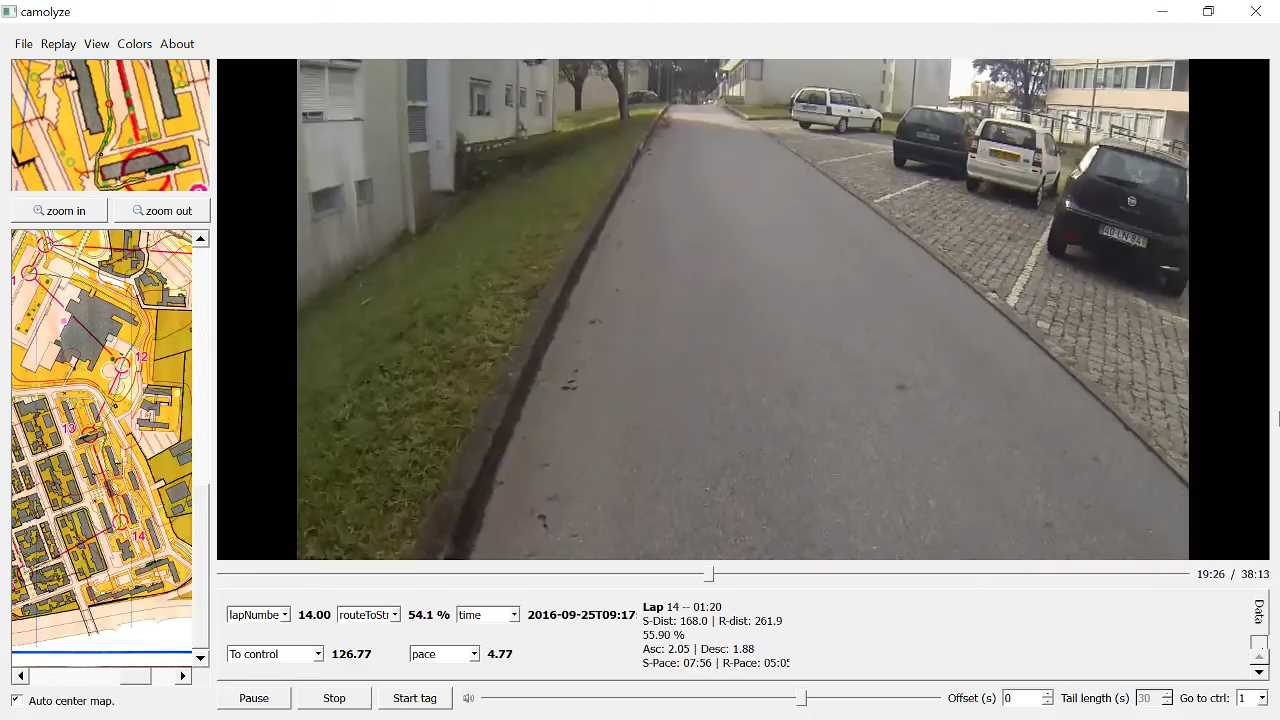 camolyze
File Replay View Colors About
zoom in zoom out
1
12
13
14
40-LN-84
19:26 / 38:13
lapNumbe 14.00 routeToStr 54.1 % time 2016-09-25T09:17:
To control 126.77 pace 4.77
Lap 14 -- 01:20
S-Dist: 168.0 | R-dist: 261.9
55.90 %
Asc: 2.05 | Desc: 1.88
S-Pace: 07:56 | R-Pace: 05:05
Data
Auto center map.
Pause Stop Start tag Offset (s) 0 Tail length (s) 30 Go to ctrl: 1